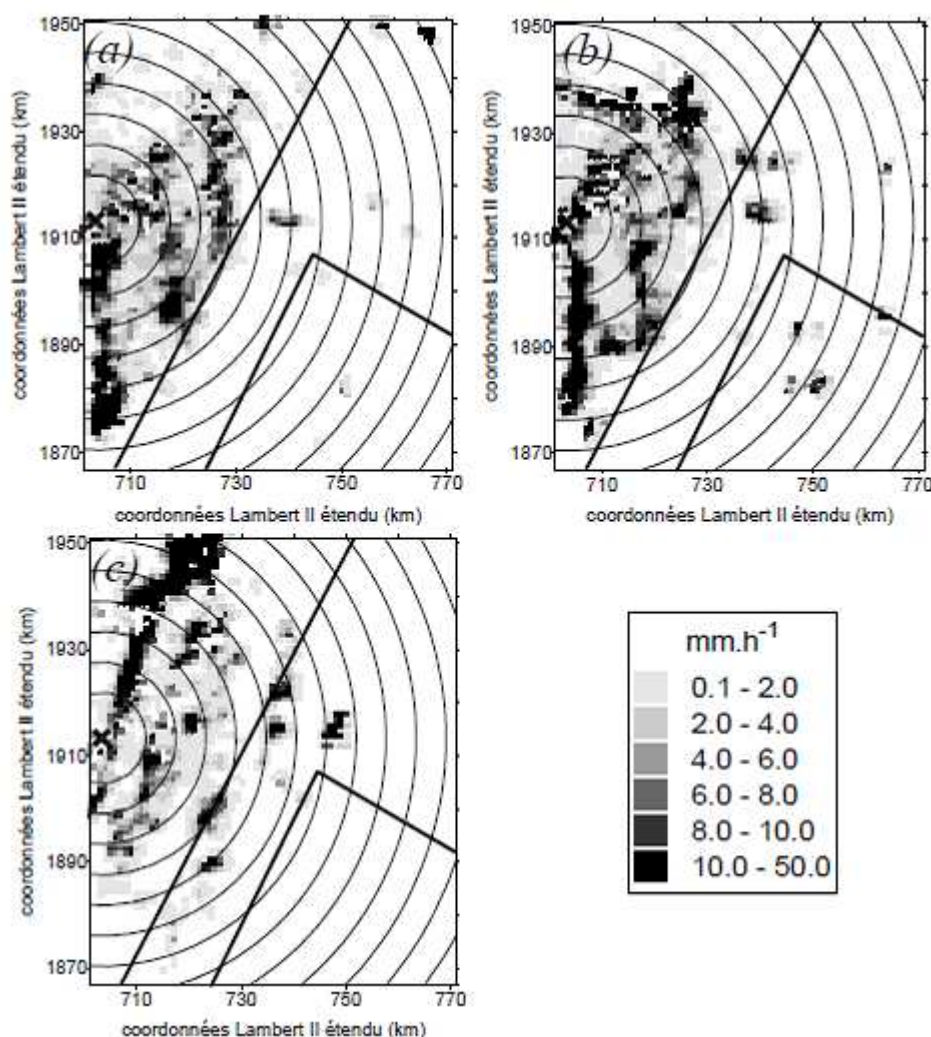 (a)
1950
1930
1910
1890
1870
710 730 750 770
coordonnées Lambert II étendu (km)
coordonnées Lambert II étendu (km)
(b)
1950
1930
1910
1890
1870
710 730 750 770
coordonnées Lambert II étendu (km)
coordonnées Lambert II étendu (km)
(c)
1950
1930
1910
1890
1870
710 730 750 770
coordonnées Lambert II étendu (km)
coordonnées Lambert II étendu (km)
mm.h⁻¹
0.1 - 2.0
2.0 - 4.0
4.0 - 6.0
6.0 - 8.0
8.0 - 10.0
10.0 - 50.0